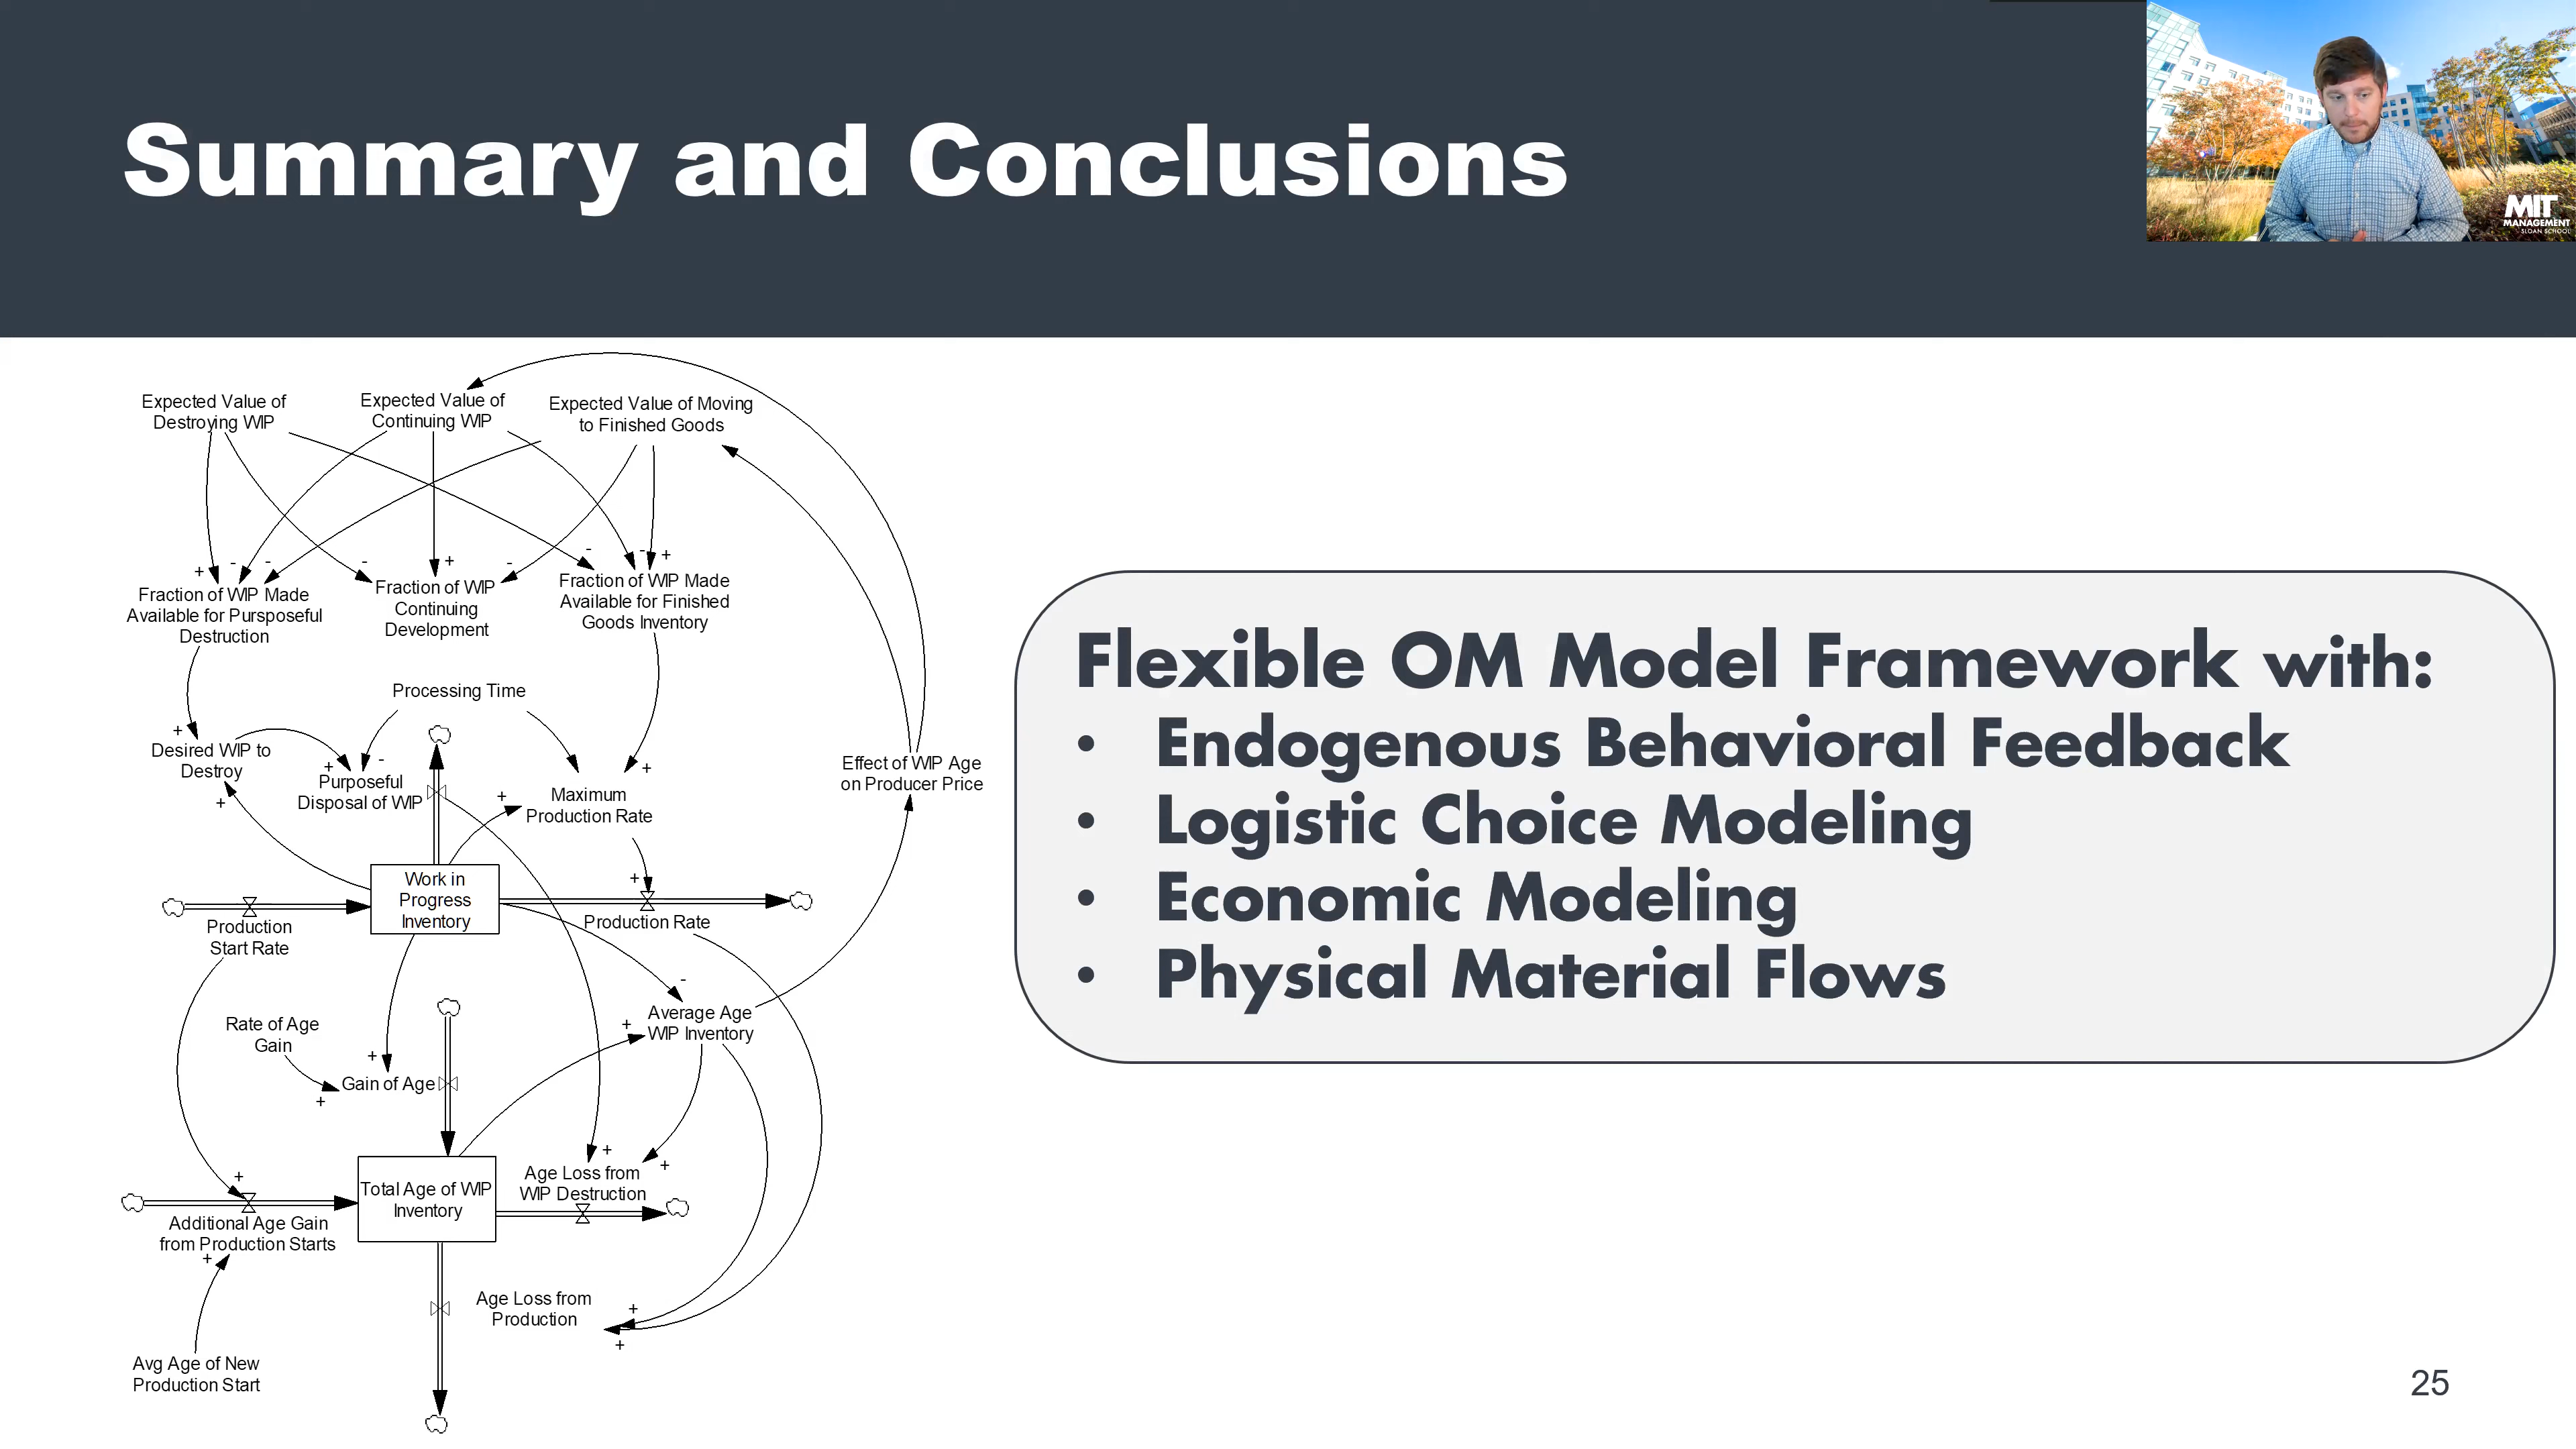 Summary and Conclusions
MIT
MANAGEMENT
SLOAN SCHOOL
Expected Value of
Destroying WIP
Expected Value of
Continuing WIP
Expected Value of Moving
to Finished Goods
+
-
-
-
+
-
-
-
+
Fraction of WIP Made
Available for Pursposeful
Destruction
Fraction of WIP
Continuing
Development
Fraction of WIP Made
Available for Finished
Goods Inventory
Processing Time
+
Desired WIP to
Destroy
+
+
-
Purposeful
Disposal of WIP
+
+
Maximum
Production Rate
Effect of WIP Age
on Producer Price
Work in
Progress
Inventory
+
Production
Start Rate
Production Rate
-
+
Average Age
WIP Inventory
Rate of Age
Gain
+
+
Gain of Age
+
Total Age of WIP
Inventory
+
+
Age Loss from
WIP Destruction
Additional Age Gain
from Production Starts
+
Age Loss from
Production
+
+
Avg Age of New
Production Start
Flexible OM Model Framework with:
• Endogenous Behavioral Feedback
• Logistic Choice Modeling
• Economic Modeling
• Physical Material Flows
25